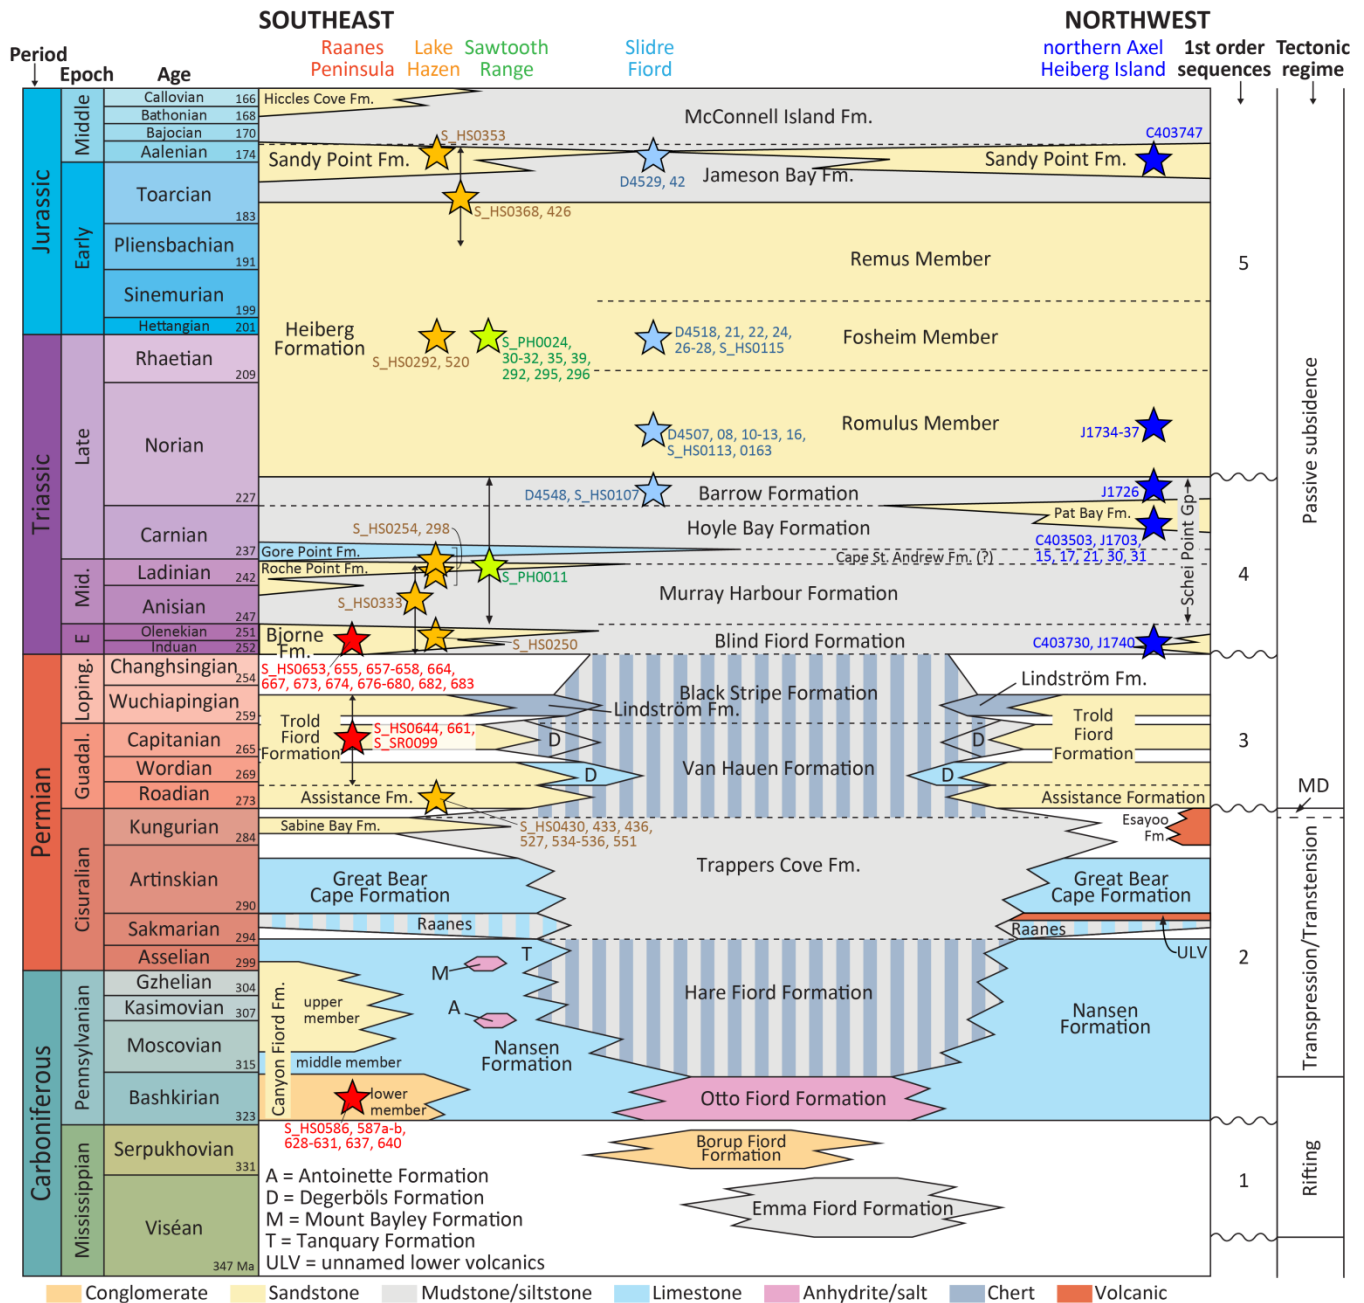 SOUTHEAST
NORTHWEST
Period
Epoch
Age
Raanes
Peninsula
Lake
Hazen
Sawtooth
Range
Slidre
Fiord
northern Axel
Heiberg Island
1st order
sequences
Tectonic
regime
Jurassic
Triassic
Permian
Carboniferous
Middle
Early
Late
Mid.
E
Loping.
Guadal.
Cisuralian
Pennsylvanian
Mississippian
Callovian 166
Bathonian 168
Bajocian 170
Aalenian 174
Toarcian
183
Pliensbachian
191
Sinemurian
199
Hettangian 201
Rhaetian
209
Norian
227
Carnian
237
Ladinian
242
Anisian
247
Olenekian 251
Induan 252
Changhsingian
254
Wuchiapingian
259
Capitanian
265
Wordian
269
Roadian
273
Kungurian
284
Artinskian
290
Sakmarian
294
Asselian
299
Gzhelian
304
Kasimovian
307
Moscovian
315
Bashkirian
323
Serpukhovian
331
Viséan
347 Ma
Hiccles Cove Fm.
McConnell Island Fm.
S_HS0353
C403747
Sandy Point Fm.
Sandy Point Fm.
D4529, 42
Jameson Bay Fm.
S_HS0368, 426
Remus Member
Heiberg
Formation
S_HS0292, 520
S_PH0024,
30-32, 35, 39,
292, 295, 296
D4518, 21, 22, 24,
26-28, S_HS0115
Fosheim Member
D4507, 08, 10-13, 16,
S_HS0113, 0163
Romulus Member
J1734-37
D4548, S_HS0107
Barrow Formation
J1726
Pat Bay Fm.
S_HS0254, 298
Hoyle Bay Formation
C403503, J1703,
15, 17, 21, 30, 31
Schei Point Gp
Gore Point Fm.
Cape St. Andrew Fm. (?)
Roche Point Fm.
S_PH0011
S_HS0333
Murray Harbour Formation
Bjorne
Fm.
S_HS0250
Blind Fiord Formation
C403730, J1740
S_HS0653, 655, 657-658, 664,
667, 673, 674, 676-680, 682, 683
Black Stripe Formation
Lindström Fm.
Lindström Fm.
Trold
Fiord
Formation
S_HS0644, 661,
S_SR0099
D
D
Trold
Fiord
Formation
D
Van Hauen Formation
D
Assistance Fm.
Assistance Formation
Sabine Bay Fm.
S_HS0430, 433, 436,
527, 534-536, 551
Esayoo
Fm.
Trappers Cove Fm.
Great Bear
Cape Formation
Great Bear
Cape Formation
Raanes
Raanes
ULV
T
M
A
Canyon Fiord Fm.
upper
member
Hare Fiord Formation
Nansen
Formation
Nansen
Formation
middle member
lower
member
Otto Fiord Formation
S_HS0586, 587a-b,
628-631, 637, 640
Borup Fiord
Formation
Emma Fiord Formation
A = Antoinette Formation
D = Degerböls Formation
M = Mount Bayley Formation
T = Tanquary Formation
ULV = unnamed lower volcanics
5
4
3
2
1
Passive subsidence
MD
Transpression/Transtension
Rifting
Conglomerate
Sandstone
Mudstone/siltstone
Limestone
Anhydrite/salt
Chert
Volcanic